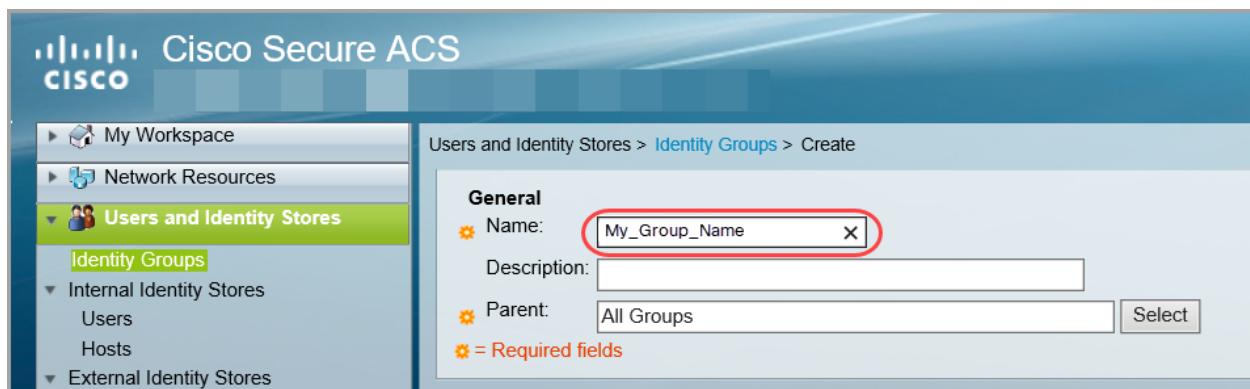 Cisco Secure ACS
CISCO
My Workspace
Network Resources
Users and Identity Stores
Identity Groups
Internal Identity Stores
Users
Hosts
External Identity Stores
Users and Identity Stores > Identity Groups > Create
General
Name: My_Group_Name
Description:
Parent: All Groups Select
= Required fields